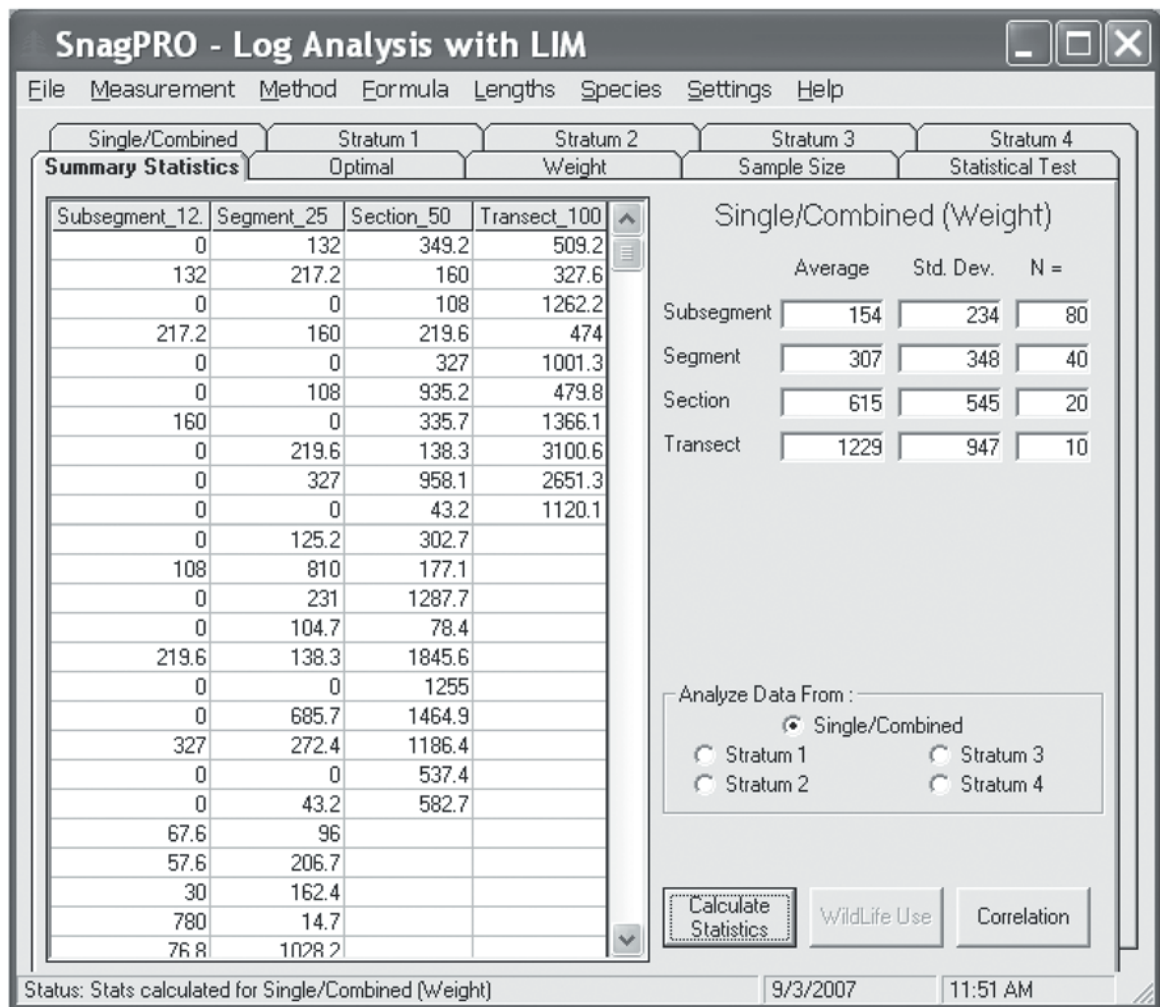 SnagPRO - Log Analysis with LIM
File Measurement Method Formula Lengths Species Settings Help
Single/Combined Stratum 1 Stratum 2 Stratum 3 Stratum 4
Summary Statistics Optimal Weight Sample Size Statistical Test
Subsegment_12. Segment_25 Section_50 Transect_100
0 132 349.2 509.2
132 217.2 160 327.6
0 0 108 1262.2
217.2 160 219.6 474
0 0 327 1001.3
0 108 935.2 479.8
160 0 335.7 1366.1
0 219.6 138.3 3100.6
0 327 958.1 2651.3
0 0 43.2 1120.1
0 125.2 302.7
108 810 177.1
0 231 1287.7
0 104.7 78.4
219.6 138.3 1845.6
0 0 1255
0 685.7 1464.9
327 272.4 1186.4
0 0 537.4
0 43.2 582.7
67.6 96
57.6 206.7
30 162.4
780 14.7
76.8 1028.2
Single/Combined (Weight)
Average Std. Dev. N =
Subsegment 154 234 80
Segment 307 348 40
Section 615 545 20
Transect 1229 947 10
Analyze Data From :
Single/Combined
Stratum 1 Stratum 3
Stratum 2 Stratum 4
Calculate
Statistics
WildLife Use
Correlation
Status: Stats calculated for Single/Combined (Weight) 9/3/2007 11:51 AM